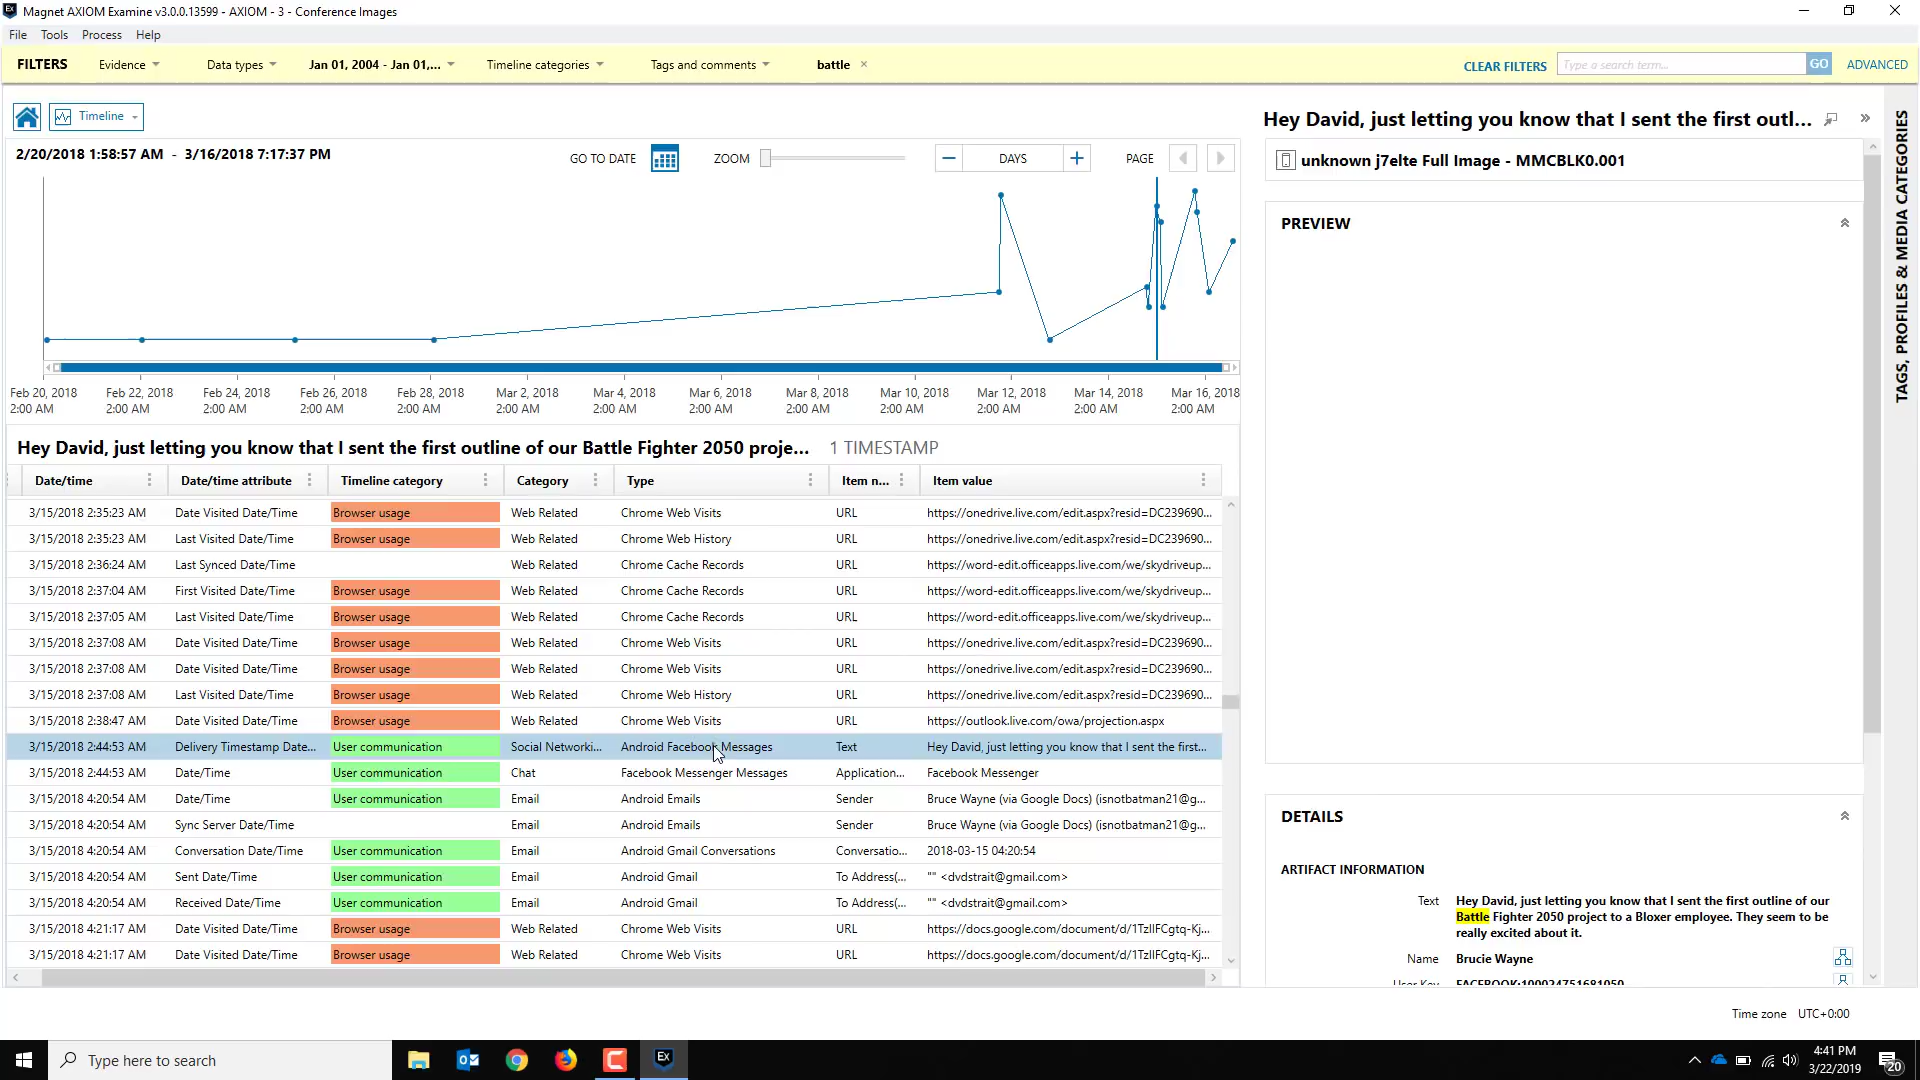 Magnet AXIOM Examine v3.0.0.13599 - AXIOM - 3 - Conference Images
File Tools Process Help
FILTERS Evidence Data types Jan 01, 2004 - Jan 01,... Timeline categories Tags and comments battle × CLEAR FILTERS Type a search term... GO ADVANCED
Timeline
2/20/2018 1:58:57 AM - 3/16/2018 7:17:37 PM GO TO DATE ZOOM DAYS PAGE
Feb 20, 2018 Feb 22, 2018 Feb 24, 2018 Feb 26, 2018 Feb 28, 2018 Mar 2, 2018 Mar 4, 2018 Mar 6, 2018 Mar 8, 2018 Mar 10, 2018 Mar 12, 2018 Mar 14, 2018 Mar 16, 2018
2:00 AM 2:00 AM 2:00 AM 2:00 AM 2:00 AM 2:00 AM 2:00 AM 2:00 AM 2:00 AM 2:00 AM 2:00 AM 2:00 AM 2:00 AM
Hey David, just letting you know that I sent the first outline of our Battle Fighter 2050 proje... 1 TIMESTAMP
Date/time Date/time attribute Timeline category Category Type Item n... Item value
3/15/2018 2:35:23 AM Date Visited Date/Time Browser usage Web Related Chrome Web Visits URL https://onedrive.live.com/edit.aspx?resid=DC239690...
3/15/2018 2:35:23 AM Last Visited Date/Time Browser usage Web Related Chrome Web History URL https://onedrive.live.com/edit.aspx?resid=DC239690...
3/15/2018 2:36:24 AM Last Synced Date/Time Web Related Chrome Cache Records URL https://word-edit.officeapps.live.com/we/skydriveup...
3/15/2018 2:37:04 AM First Visited Date/Time Browser usage Web Related Chrome Cache Records URL https://word-edit.officeapps.live.com/we/skydriveup...
3/15/2018 2:37:05 AM Last Visited Date/Time Browser usage Web Related Chrome Cache Records URL https://word-edit.officeapps.live.com/we/skydriveup...
3/15/2018 2:37:08 AM Date Visited Date/Time Browser usage Web Related Chrome Web Visits URL https://onedrive.live.com/edit.aspx?resid=DC239690...
3/15/2018 2:37:08 AM Date Visited Date/Time Browser usage Web Related Chrome Web Visits URL https://onedrive.live.com/edit.aspx?resid=DC239690...
3/15/2018 2:37:08 AM Last Visited Date/Time Browser usage Web Related Chrome Web History URL https://onedrive.live.com/edit.aspx?resid=DC239690...
3/15/2018 2:38:47 AM Date Visited Date/Time Browser usage Web Related Chrome Web Visits URL https://outlook.live.com/owa/projection.aspx
3/15/2018 2:44:53 AM Delivery Timestamp Date... User communication Social Networki... Android Facebook Messages Text Hey David, just letting you know that I sent the first...
3/15/2018 2:44:53 AM Date/Time User communication Chat Facebook Messenger Messages Application... Facebook Messenger
3/15/2018 4:20:54 AM Date/Time User communication Email Android Emails Sender Bruce Wayne (via Google Docs) (isnotbatman21@g...
3/15/2018 4:20:54 AM Sync Server Date/Time Email Android Emails Sender Bruce Wayne (via Google Docs) (isnotbatman21@g...
3/15/2018 4:20:54 AM Conversation Date/Time User communication Email Android Gmail Conversations Conversatio... 2018-03-15 04:20:54
3/15/2018 4:20:54 AM Sent Date/Time User communication Email Android Gmail To Address(... "" <dvdstrait@gmail.com>
3/15/2018 4:20:54 AM Received Date/Time User communication Email Android Gmail To Address(... "" <dvdstrait@gmail.com>
3/15/2018 4:21:17 AM Date Visited Date/Time Browser usage Web Related Chrome Web Visits URL https://docs.google.com/document/d/1TzlIFCgtq-Kj...
3/15/2018 4:21:17 AM Date Visited Date/Time Browser usage Web Related Chrome Web Visits URL https://docs.google.com/document/d/1TzlIFCgtq-Kj...
Hey David, just letting you know that I sent the first outl...
unknown j7elte Full Image - MMCBLK0.001
PREVIEW
DETAILS
ARTIFACT INFORMATION
Text Hey David, just letting you know that I sent the first outline of our
Battle Fighter 2050 project to a Bloxer employee. They seem to be
really excited about it.
Name Brucie Wayne
User Key FACEBOOK:100024751681050
TAGS, PROFILES & MEDIA CATEGORIES
Time zone UTC+0:00
Type here to search
4:41 PM
3/22/2019
20